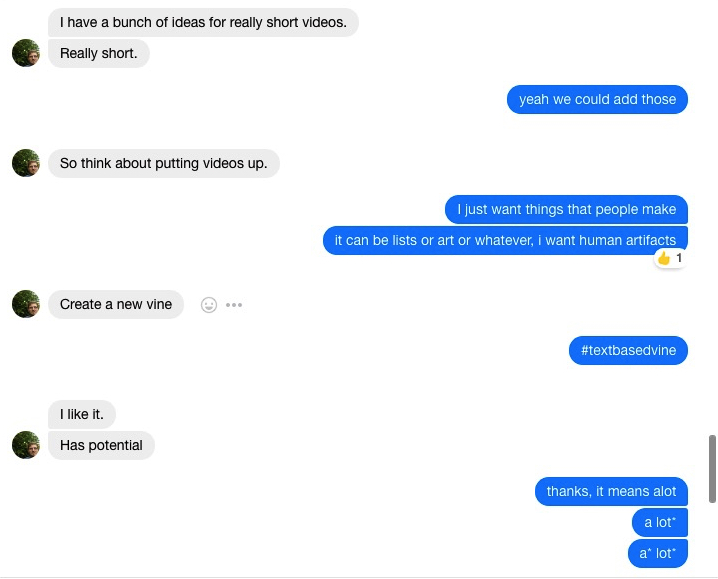 I have a bunch of ideas for really short videos.
Really short.
yeah we could add those
So think about putting videos up.
I just want things that people make
it can be lists or art or whatever, i want human artifacts
👍 1
Create a new vine
#textbasedvine
I like it.
Has potential
thanks, it means alot
a lot*
a* lot*